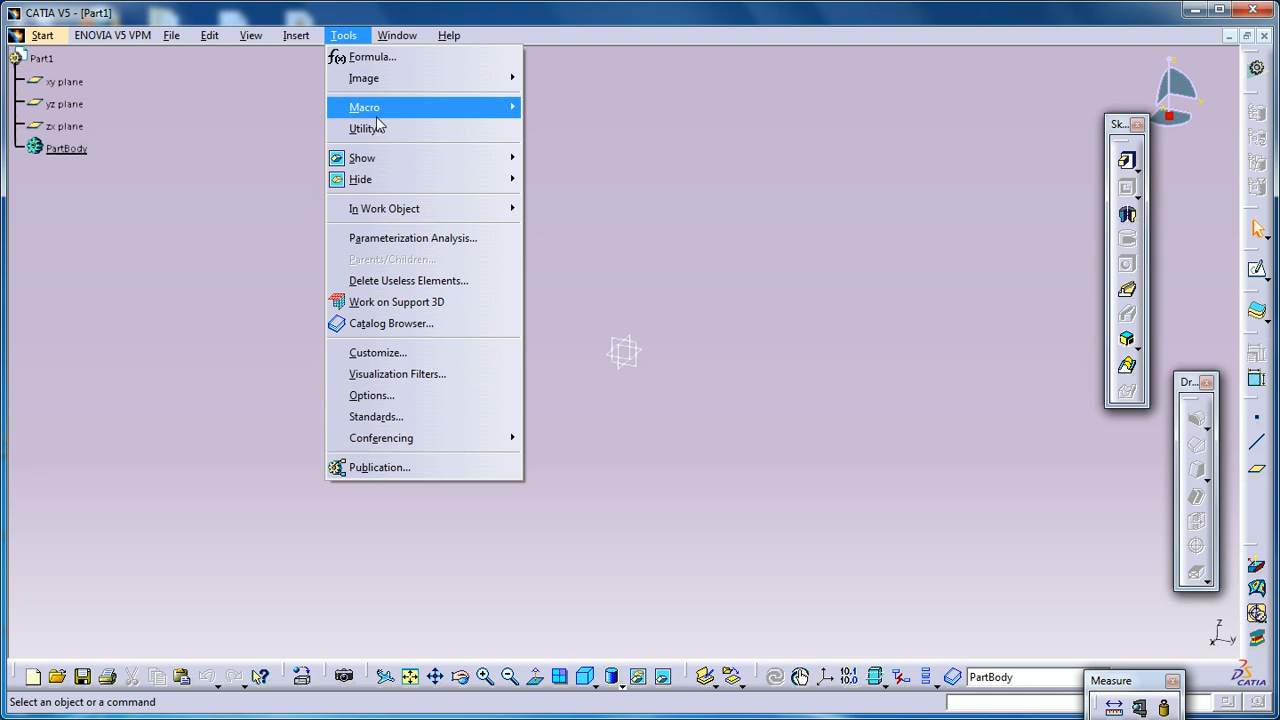 CATIA V5 - [Part1]
Start ENOVIA V5 VPM File Edit View Insert Tools Window Help
Part1
xy plane
yz plane
zx plane
PartBody
Formula...
Image
Macro
Utility
Show
Hide
In Work Object
Parameterization Analysis...
Parents/Children...
Delete Useless Elements...
Work on Support 3D
Catalog Browser...
Customize...
Visualization Filters...
Options...
Standards...
Conferencing
Publication...
Sk...
Dr...
z
y
10.1
PartBody
Measure
CATIA
Select an object or a command